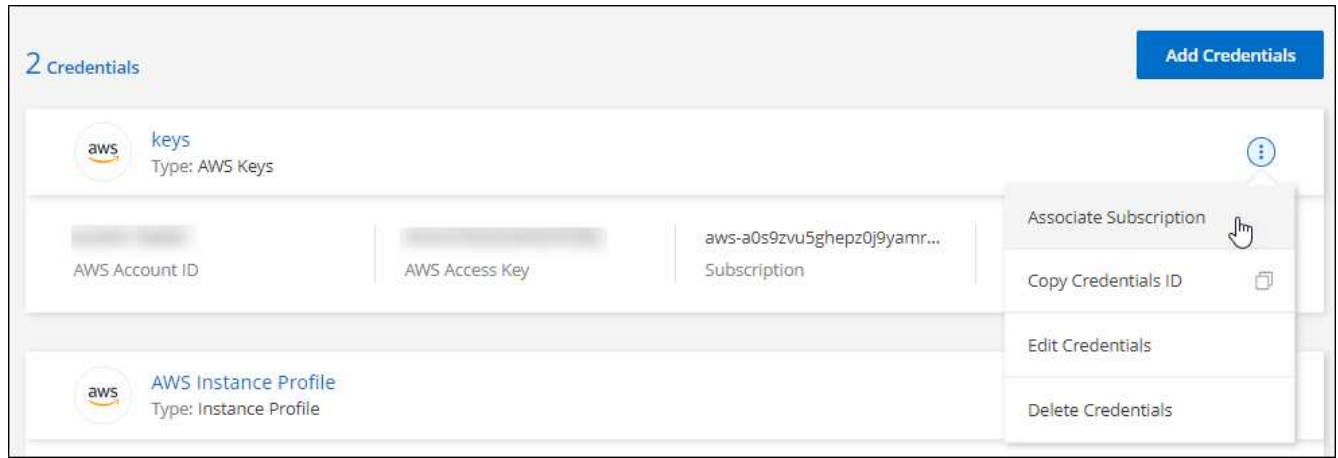 2 Credentials
Add Credentials
aws
keys
Type: AWS Keys
AWS Account ID
AWS Access Key
aws-a0s9zvu5ghepz0j9yamr...
Subscription
Associate Subscription
Copy Credentials ID
Edit Credentials
Delete Credentials
aws
AWS Instance Profile
Type: Instance Profile